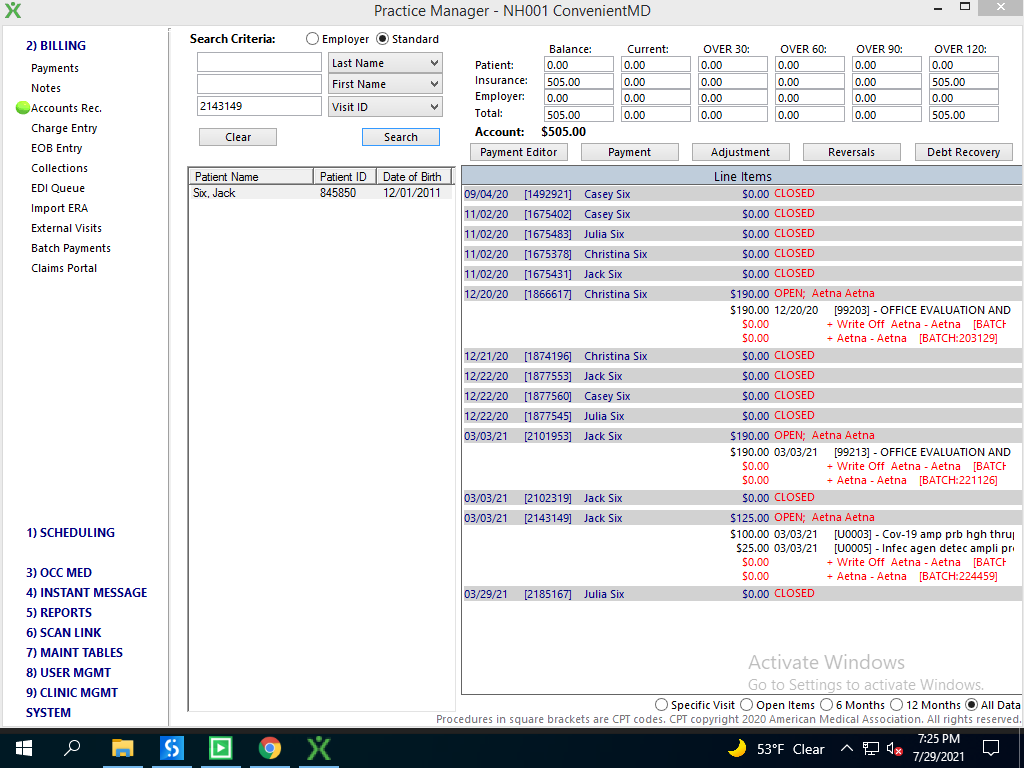 Practice Manager - NH001 ConvenientMD
2) BILLING
Payments
Notes
Accounts Rec.
Charge Entry
EOB Entry
Collections
EDI Queue
Import ERA
External Visits
Batch Payments
Claims Portal
1) SCHEDULING
3) OCC MED
4) INSTANT MESSAGE
5) REPORTS
6) SCAN LINK
7) MAINT TABLES
8) USER MGMT
9) CLINIC MGMT
SYSTEM
Search Criteria: Employer Standard
Last Name
First Name
2143149 Visit ID
Clear Search
Patient Name Patient ID Date of Birth
Six, Jack 845850 12/01/2011
Balance: Current: OVER 30: OVER 60: OVER 90: OVER 120:
Patient: 0.00 0.00 0.00 0.00 0.00 0.00
Insurance: 505.00 0.00 0.00 0.00 0.00 505.00
Employer: 0.00 0.00 0.00 0.00 0.00 0.00
Total: 505.00 0.00 0.00 0.00 0.00 505.00
Account: $505.00
Payment Editor Payment Adjustment Reversals Debt Recovery
Line Items
09/04/20 [1492921] Casey Six $0.00 CLOSED
11/02/20 [1675402] Casey Six $0.00 CLOSED
11/02/20 [1675483] Julia Six $0.00 CLOSED
11/02/20 [1675378] Christina Six $0.00 CLOSED
11/02/20 [1675431] Jack Six $0.00 CLOSED
12/20/20 [1866617] Christina Six $190.00 OPEN; Aetna Aetna
$190.00 12/20/20 [99203] - OFFICE EVALUATION AND
$0.00 + Write Off Aetna - Aetna [BATCH
$0.00 + Aetna - Aetna [BATCH:203129]
12/21/20 [1874196] Christina Six $0.00 CLOSED
12/22/20 [1877553] Jack Six $0.00 CLOSED
12/22/20 [1877560] Casey Six $0.00 CLOSED
12/22/20 [1877545] Julia Six $0.00 CLOSED
03/03/21 [2101953] Jack Six $190.00 OPEN; Aetna Aetna
$190.00 03/03/21 [99213] - OFFICE EVALUATION AND
$0.00 + Write Off Aetna - Aetna [BATCH
$0.00 + Aetna - Aetna [BATCH:221126]
03/03/21 [2102319] Jack Six $0.00 CLOSED
03/03/21 [2143149] Jack Six $125.00 OPEN; Aetna Aetna
$100.00 03/03/21 [U0003] - Cov-19 amp prb hgh thrup
$25.00 03/03/21 [U0005] - Infec agen detec ampli pro
$0.00 + Write Off Aetna - Aetna [BATCH
$0.00 + Aetna - Aetna [BATCH:224459]
03/29/21 [2185167] Julia Six $0.00 CLOSED
Activate Windows
Go to Settings to activate Windows.
Specific Visit Open Items 6 Months 12 Months All Data
Procedures in square brackets are CPT codes. CPT copyright 2020 American Medical Association. All rights reserved.
53°F Clear
7:25 PM
7/29/2021